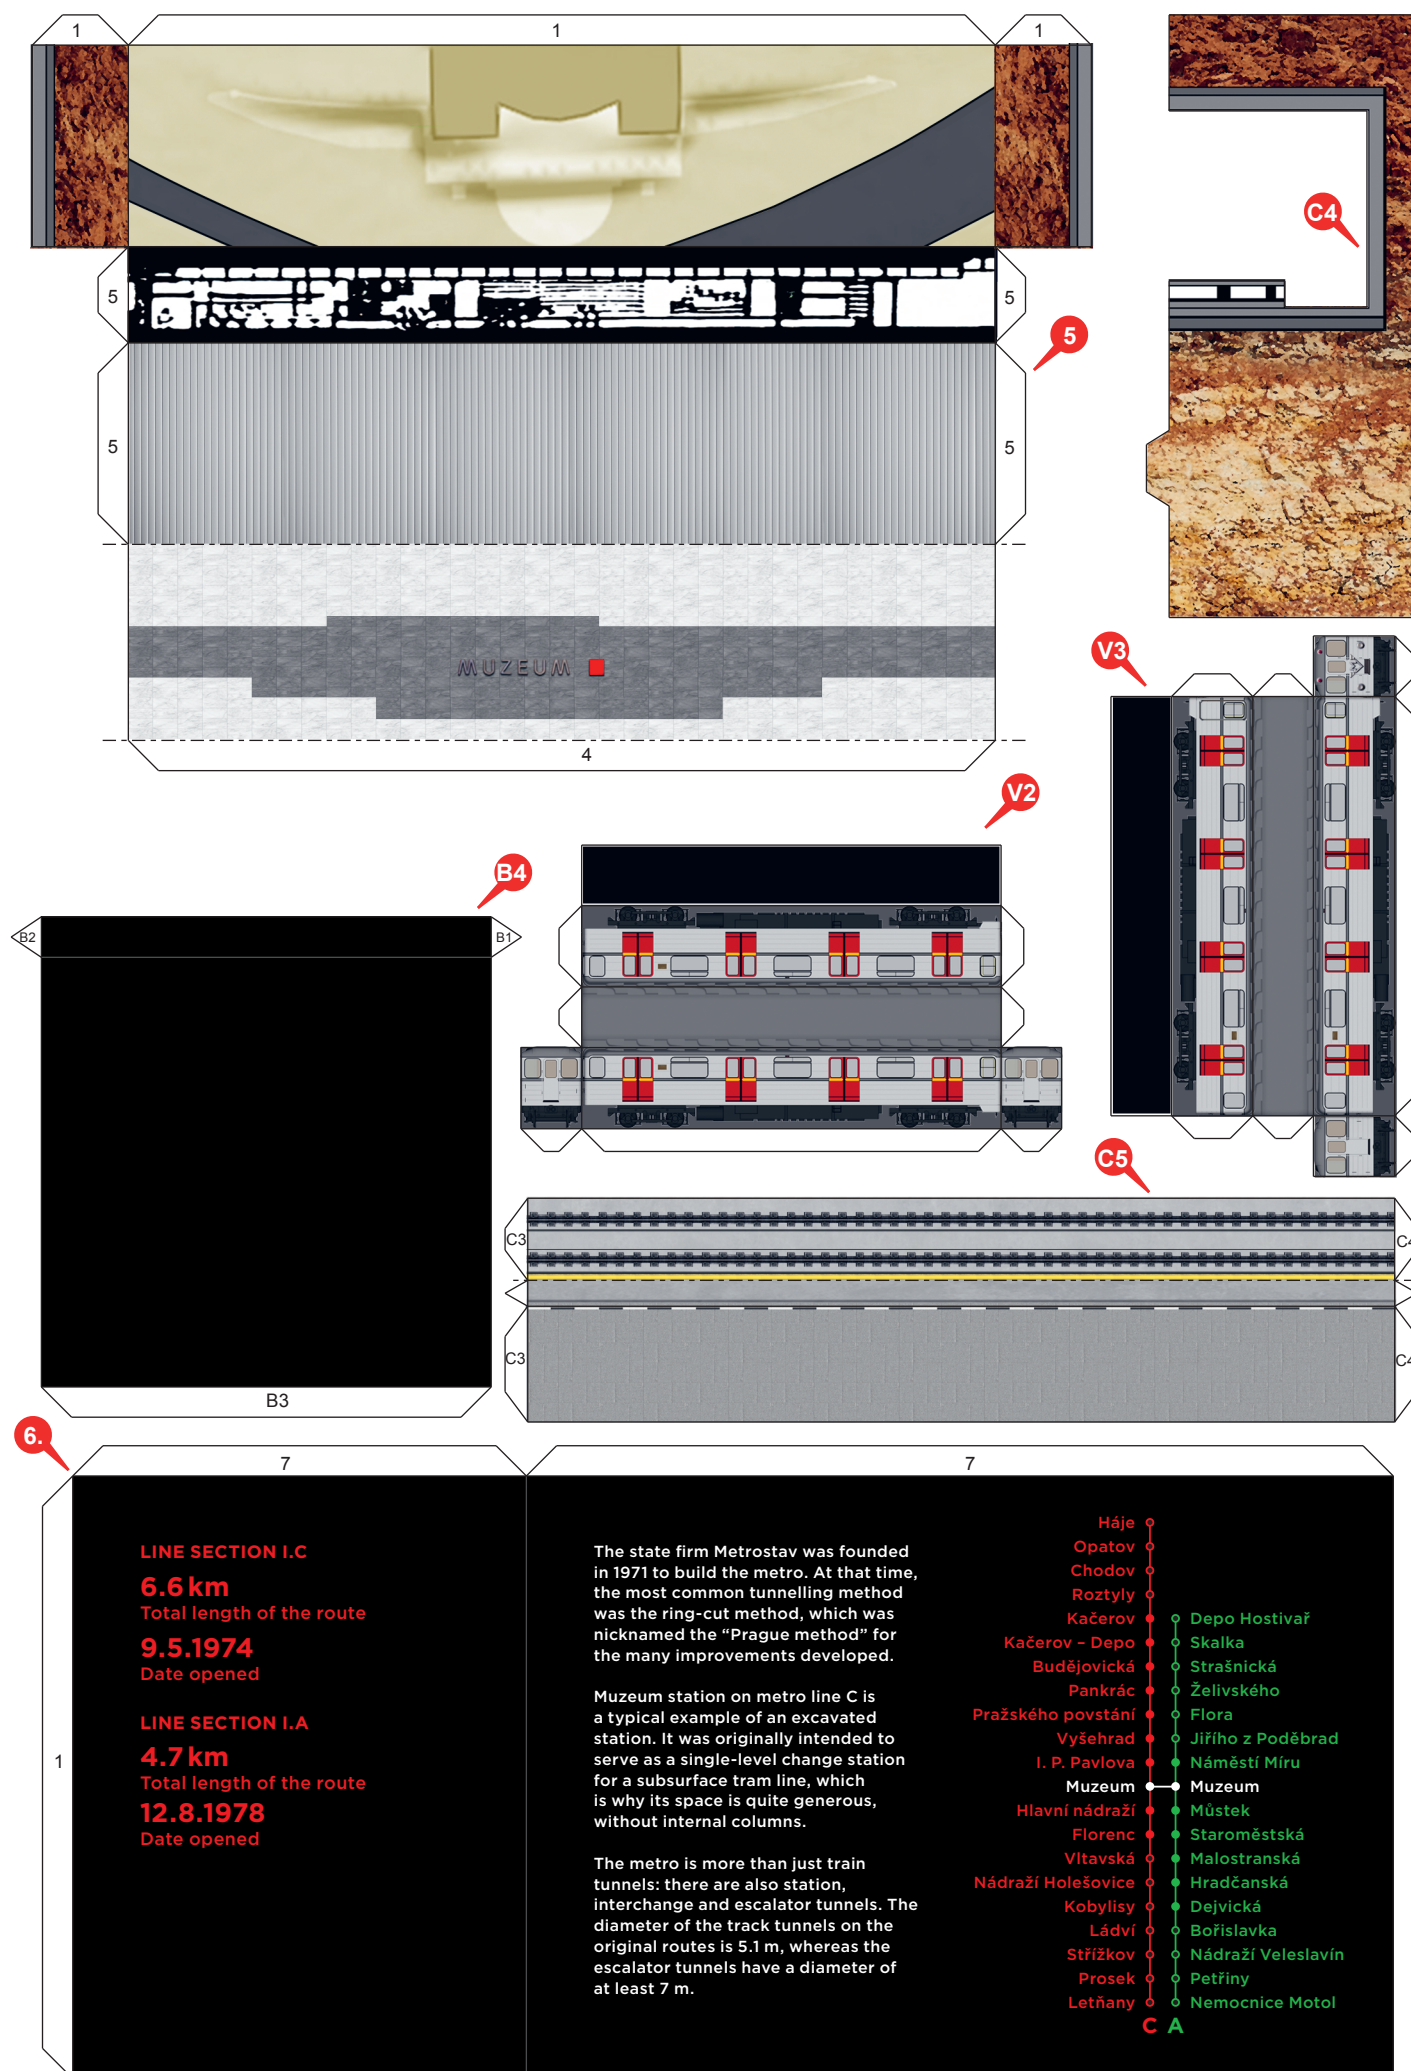 1
1
1
C4
5
5
5
5
5
5
MUZEUM
4
V3
V2
B4
B2
B1
B3
C5
C3
C4
C3
C4
6.
7
7
1
LINE SECTION I.C
6.6 km
Total length of the route
9.5.1974
Date opened
LINE SECTION I.A
4.7 km
Total length of the route
12.8.1978
Date opened
The state firm Metrostav was founded
in 1971 to build the metro. At that time,
the most common tunnelling method
was the ring-cut method, which was
nicknamed the “Prague method” for
the many improvements developed.
Muzeum station on metro line C is
a typical example of an excavated
station. It was originally intended to
serve as a single-level change station
for a subsurface tram line, which
is why its space is quite generous,
without internal columns.
The metro is more than just train
tunnels: there are also station,
interchange and escalator tunnels. The
diameter of the track tunnels on the
original routes is 5.1 m, whereas the
escalator tunnels have a diameter of
at least 7 m.
Háje
Opatov
Chodov
Roztyly
Kačerov
Kačerov – Depo
Budějovická
Pankrác
Pražského povstání
Vyšehrad
I. P. Pavlova
Muzeum
Hlavní nádraží
Florenc
Vltavská
Nádraží Holešovice
Kobylisy
Ládví
Střížkov
Prosek
Letňany
C
Depo Hostivař
Skalka
Strašnická
Želivského
Flora
Jiřího z Poděbrad
Náměstí Míru
Muzeum
Můstek
Staroměstská
Malostranská
Hradčanská
Dejvická
Bořislavka
Nádraží Veleslavín
Petřiny
Nemocnice Motol
A